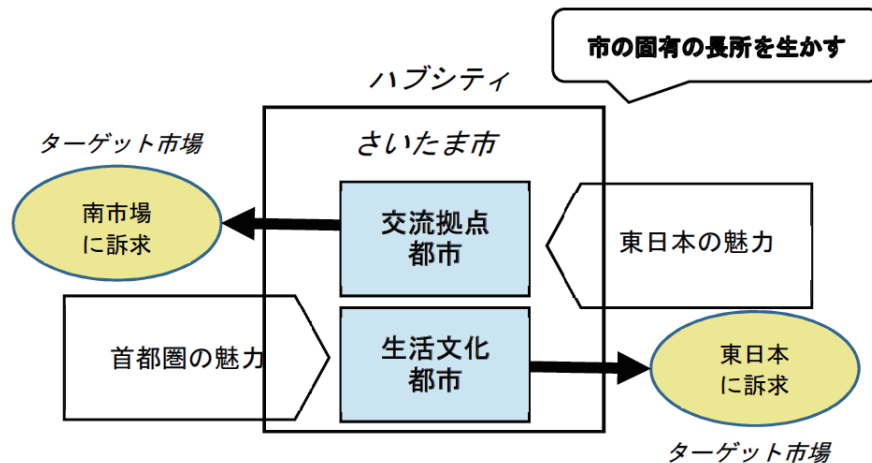 市の固有の長所を生かす
ハブシティ
ターゲット市場
さいたま市
南市場
に訴求
交流拠点
都市
東日本の魅力
首都圏の魅力
生活文化
都市
東日本
に訴求
ターゲット市場